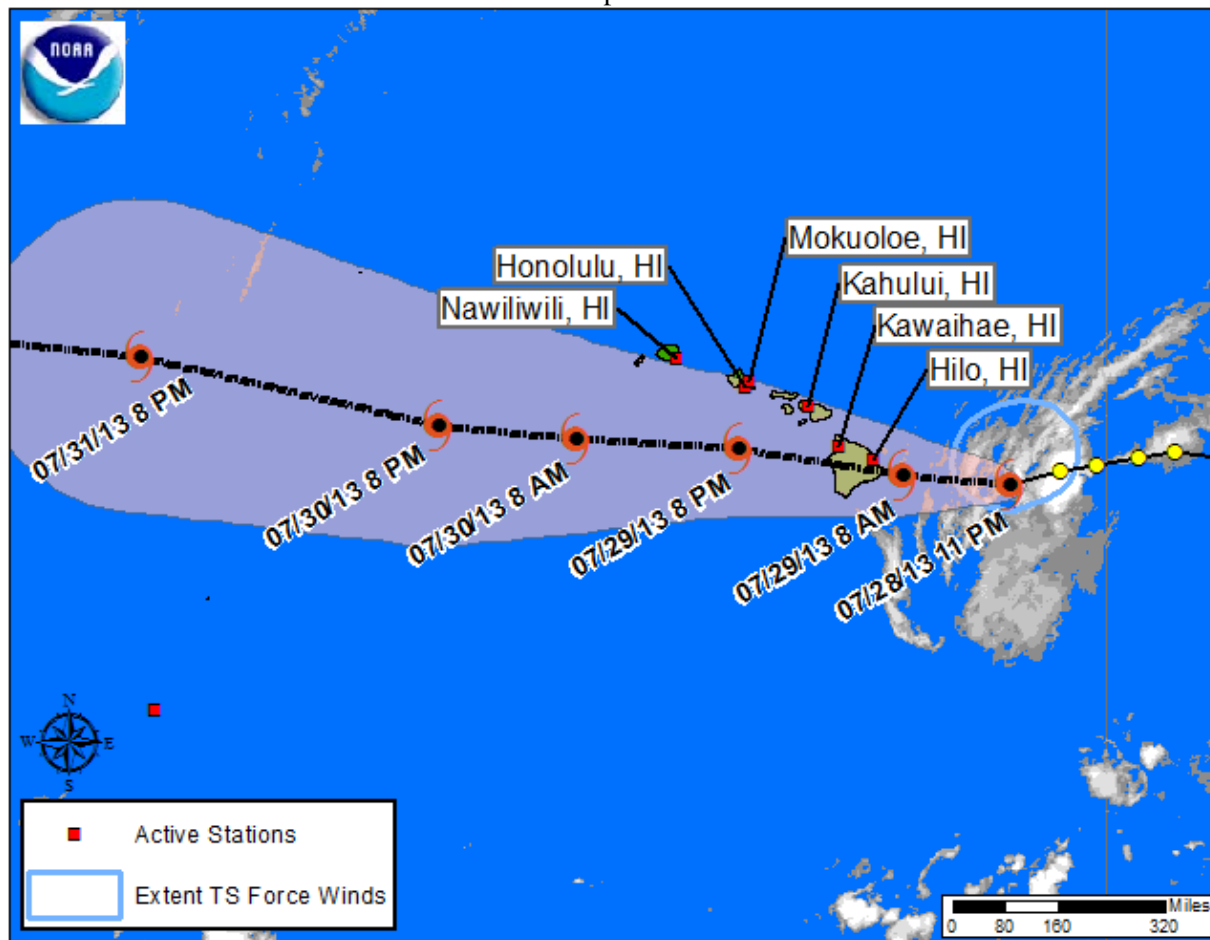 NOAA
Mokuoloe, HI
Honolulu, HI
Kahului, HI
Nawiliwili, HI
Kawaihae, HI
Hilo, HI
07/31/13 8 PM
07/30/13 8 PM
07/30/13 8 AM
07/29/13 8 PM
07/29/13 8 AM
07/28/13 11 PM
N
W E
S
Active Stations
Extent TS Force Winds
Miles
0 80 160 320